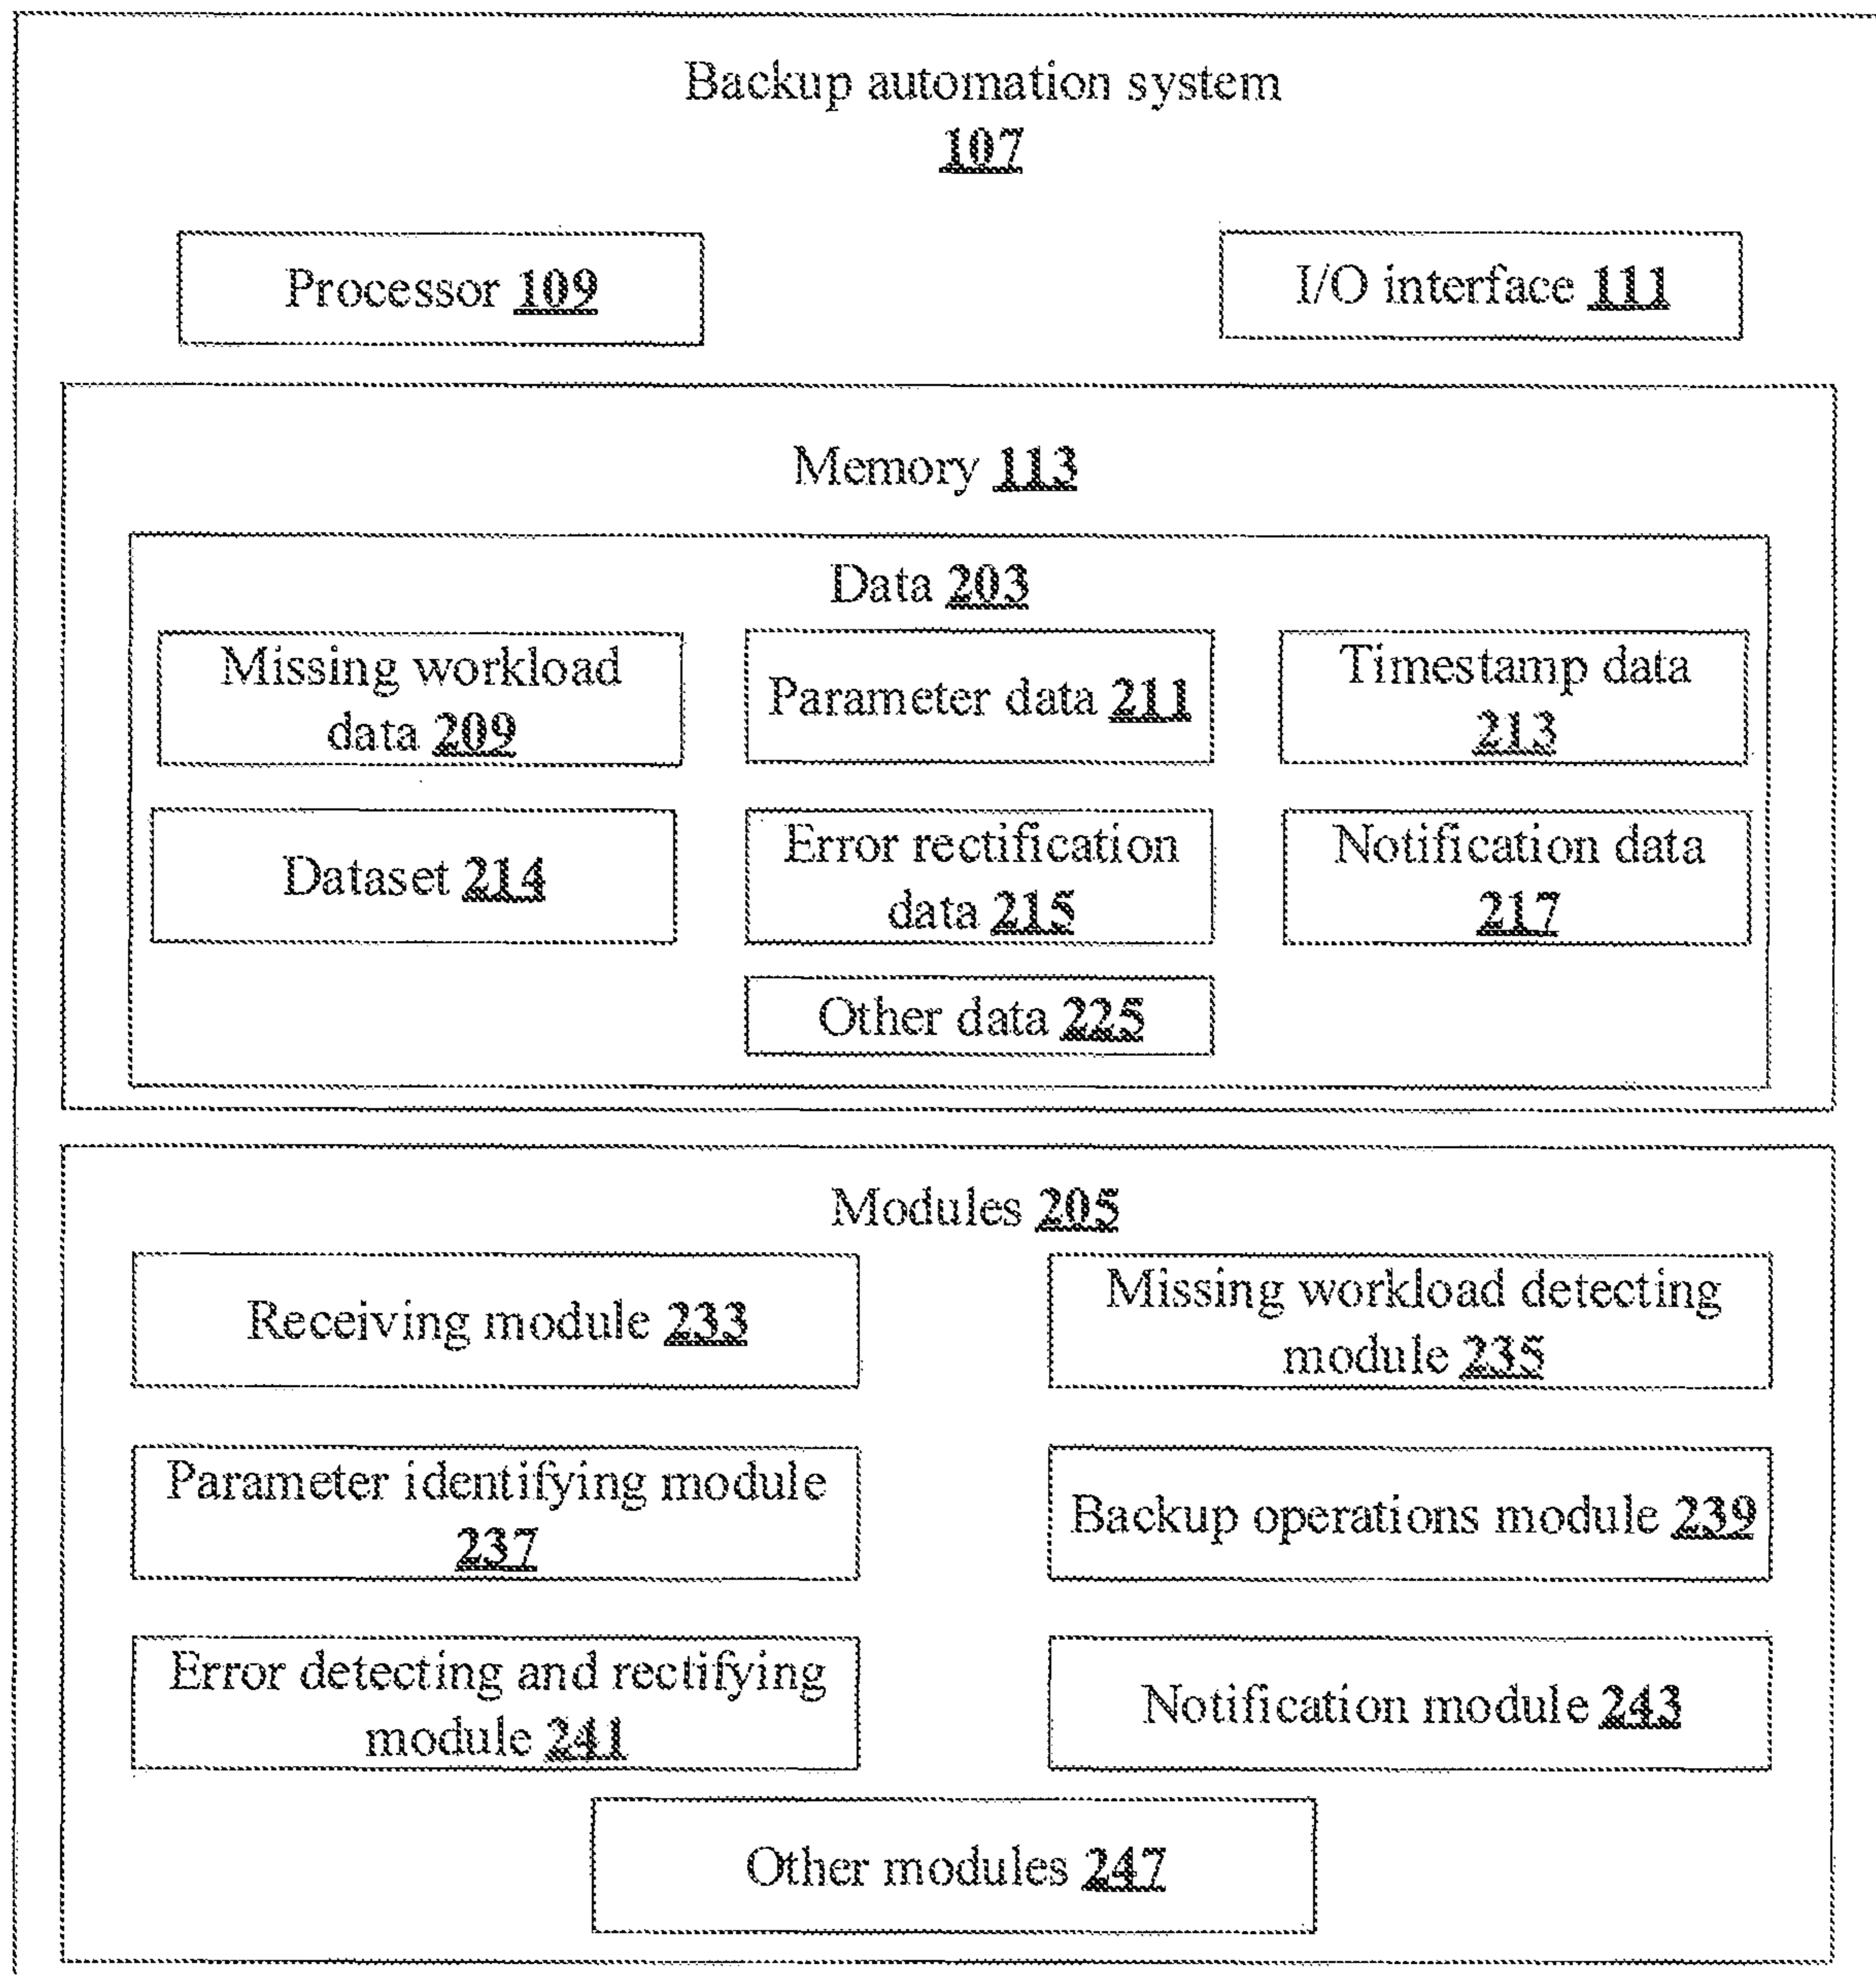 Backup automation system
107
Processor 109
I/O interface 111
Memory 113
Data 203
Missing workload
data 209
Parameter data 211
Timestamp data
213
Dataset 214
Error rectification
data 215
Notification data
217
Other data 225
Modules 205
Receiving module 233
Missing workload detecting
module 235
Parameter identifying module
237
Backup operations module 239
Error detecting and rectifying
module 241
Notification module 243
Other modules 247